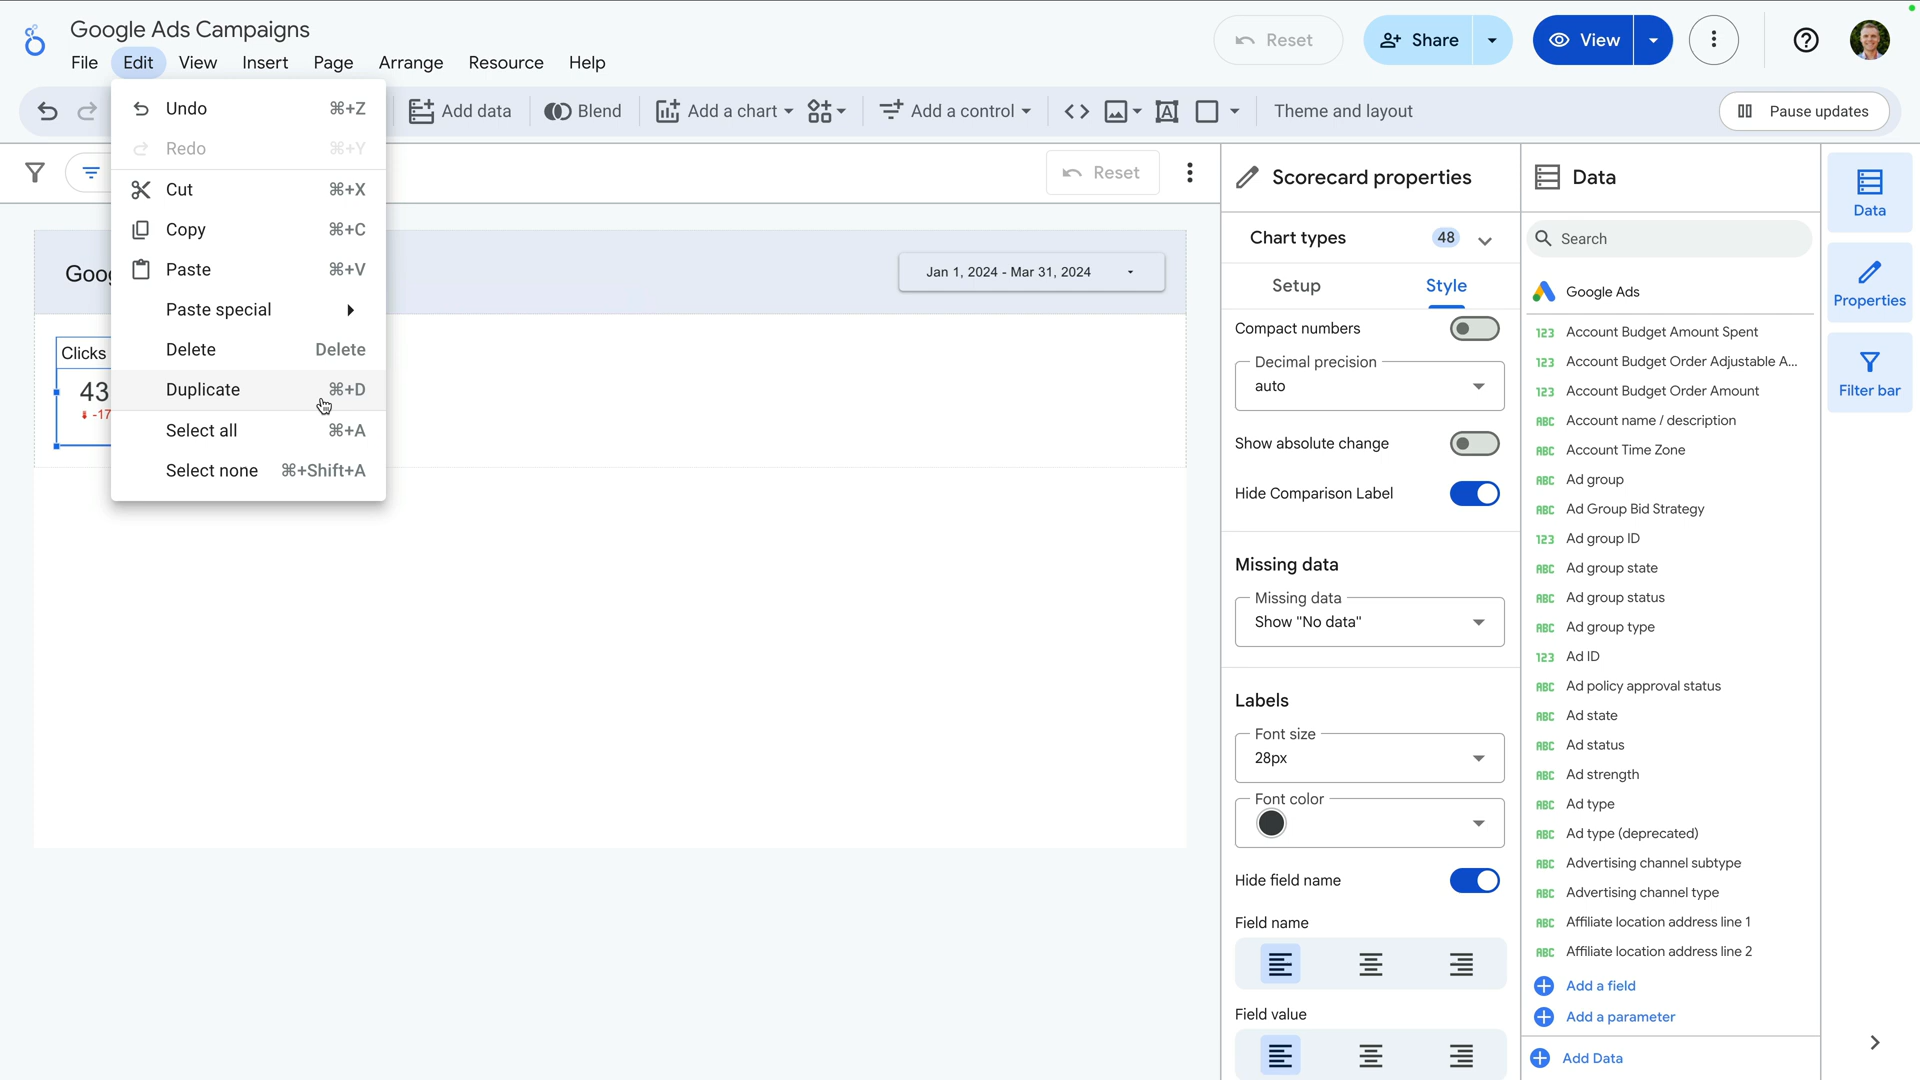 Google Ads Campaigns
File Edit View Insert Page Arrange Resource Help
Reset
Share
View
Add data
Blend
Add a chart
Add a control
Theme and layout
Pause updates
Undo ⌘+Z
Redo ⌘+Y
Cut ⌘+X
Copy ⌘+C
Paste ⌘+V
Paste special
Delete Delete
Duplicate ⌘+D
Select all ⌘+A
Select none ⌘+Shift+A
Reset
Goog
Jan 1, 2024 - Mar 31, 2024
Clicks
43
-17
Scorecard properties
Chart types 48
Setup Style
Compact numbers
Decimal precision
auto
Show absolute change
Hide Comparison Label
Missing data
Missing data
Show "No data"
Labels
Font size
28px
Font color
Hide field name
Field name
Field value
Data
Search
Google Ads
123 Account Budget Amount Spent
123 Account Budget Order Adjustable A...
123 Account Budget Order Amount
ABC Account name / description
ABC Account Time Zone
ABC Ad group
ABC Ad Group Bid Strategy
123 Ad group ID
ABC Ad group state
ABC Ad group status
ABC Ad group type
123 Ad ID
ABC Ad policy approval status
ABC Ad state
ABC Ad status
ABC Ad strength
ABC Ad type
ABC Ad type (deprecated)
ABC Advertising channel subtype
ABC Advertising channel type
ABC Affiliate location address line 1
ABC Affiliate location address line 2
Add a field
Add a parameter
Add Data
Data
Properties
Filter bar